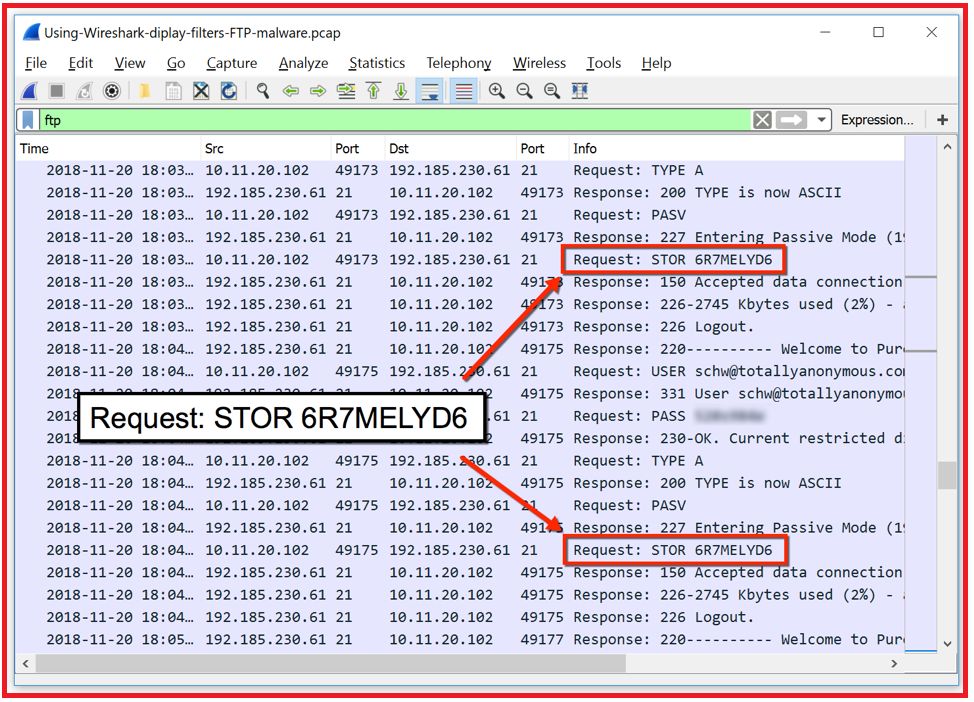 Using-Wireshark-diplay-filters-FTP-malware.pcap
File Edit View Go Capture Analyze Statistics Telephony Wireless Tools Help
ftp Expression... +
Time Src Port Dst Port Info
2018-11-20 18:03… 10.11.20.102 49173 192.185.230.61 21 Request: TYPE A
2018-11-20 18:03… 192.185.230.61 21 10.11.20.102 49173 Response: 200 TYPE is now ASCII
2018-11-20 18:03… 10.11.20.102 49173 192.185.230.61 21 Request: PASV
2018-11-20 18:03… 192.185.230.61 21 10.11.20.102 49173 Response: 227 Entering Passive Mode (19
2018-11-20 18:03… 10.11.20.102 49173 192.185.230.61 21 Request: STOR 6R7MELYD6
2018-11-20 18:03… 192.185.230.61 21 10.11.20.102 49173 Response: 150 Accepted data connection
2018-11-20 18:03… 192.185.230.61 21 10.11.20.102 49173 Response: 226-2745 Kbytes used (2%) -
2018-11-20 18:03… 192.185.230.61 21 10.11.20.102 49173 Response: 226 Logout.
2018-11-20 18:04… 192.185.230.61 21 10.11.20.102 49175 Response: 220---------- Welcome to Pure
2018-11-20 18:04… 10.11.20.102 49175 192.185.230.61 21 Request: USER schw@totallyanonymous.com
2018-11-20 18:04… 192.185.230.61 21 10.11.20.102 49175 Response: 331 User schw@totallyanonymou
Request: STOR 6R7MELYD6
.61 21 Request: PASS
49175 Response: 230-OK. Current restricted
2018-11-20 18:04… 10.11.20.102 49175 192.185.230.61 21 Request: TYPE A
2018-11-20 18:04… 192.185.230.61 21 10.11.20.102 49175 Response: 200 TYPE is now ASCII
2018-11-20 18:04… 10.11.20.102 49175 192.185.230.61 21 Request: PASV
2018-11-20 18:04… 192.185.230.61 21 10.11.20.102 49175 Response: 227 Entering Passive Mode (19
2018-11-20 18:04… 10.11.20.102 49175 192.185.230.61 21 Request: STOR 6R7MELYD6
2018-11-20 18:04… 192.185.230.61 21 10.11.20.102 49175 Response: 150 Accepted data connection
2018-11-20 18:04… 192.185.230.61 21 10.11.20.102 49175 Response: 226-2745 Kbytes used (2%) -
2018-11-20 18:04… 192.185.230.61 21 10.11.20.102 49175 Response: 226 Logout.
2018-11-20 18:05… 192.185.230.61 21 10.11.20.102 49177 Response: 220---------- Welcome to Pure